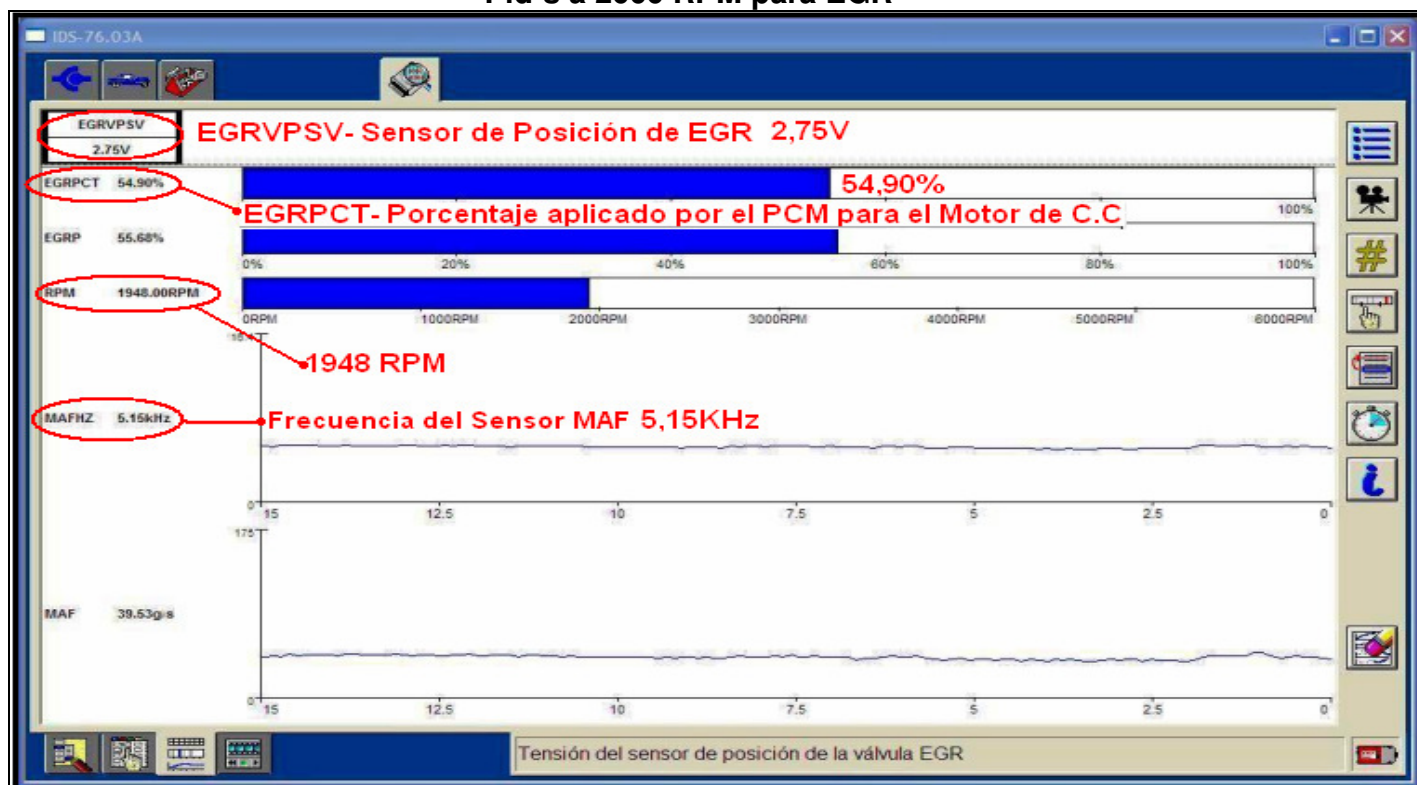 Pid's a 2000 RPM para EGR
IDS-76.03A
EGRVPSV
2.75V
EGRVPSV- Sensor de Posición de EGR 2,75V
EGRPCT 54.90%
54,90%
100%
EGRPCT- Porcentaje aplicado por el PCM para el Motor de C.C
EGRP 55.68%
0% 20% 40% 60% 80% 100%
RPM 1948.00RPM
0RPM 1000RPM 2000RPM 3000RPM 4000RPM 5000RPM 6000RPM
1948 RPM
MAFHZ 5.15kHz
Frecuencia del Sensor MAF 5,15KHz
0
15 12.5 10 7.5 5 2.5 0
175
MAF 39.53g/s
0
15 12.5 10 7.5 5 2.5 0
Tensión del sensor de posición de la válvula EGR